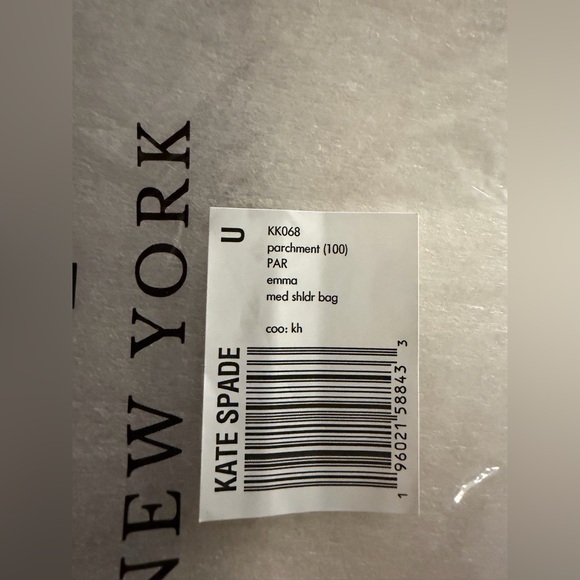 NEW YORK
U
KK068
parchment (100)
PAR
emma
med shldr bag
coo: kh
KATE SPADE
1 96021 58843 3